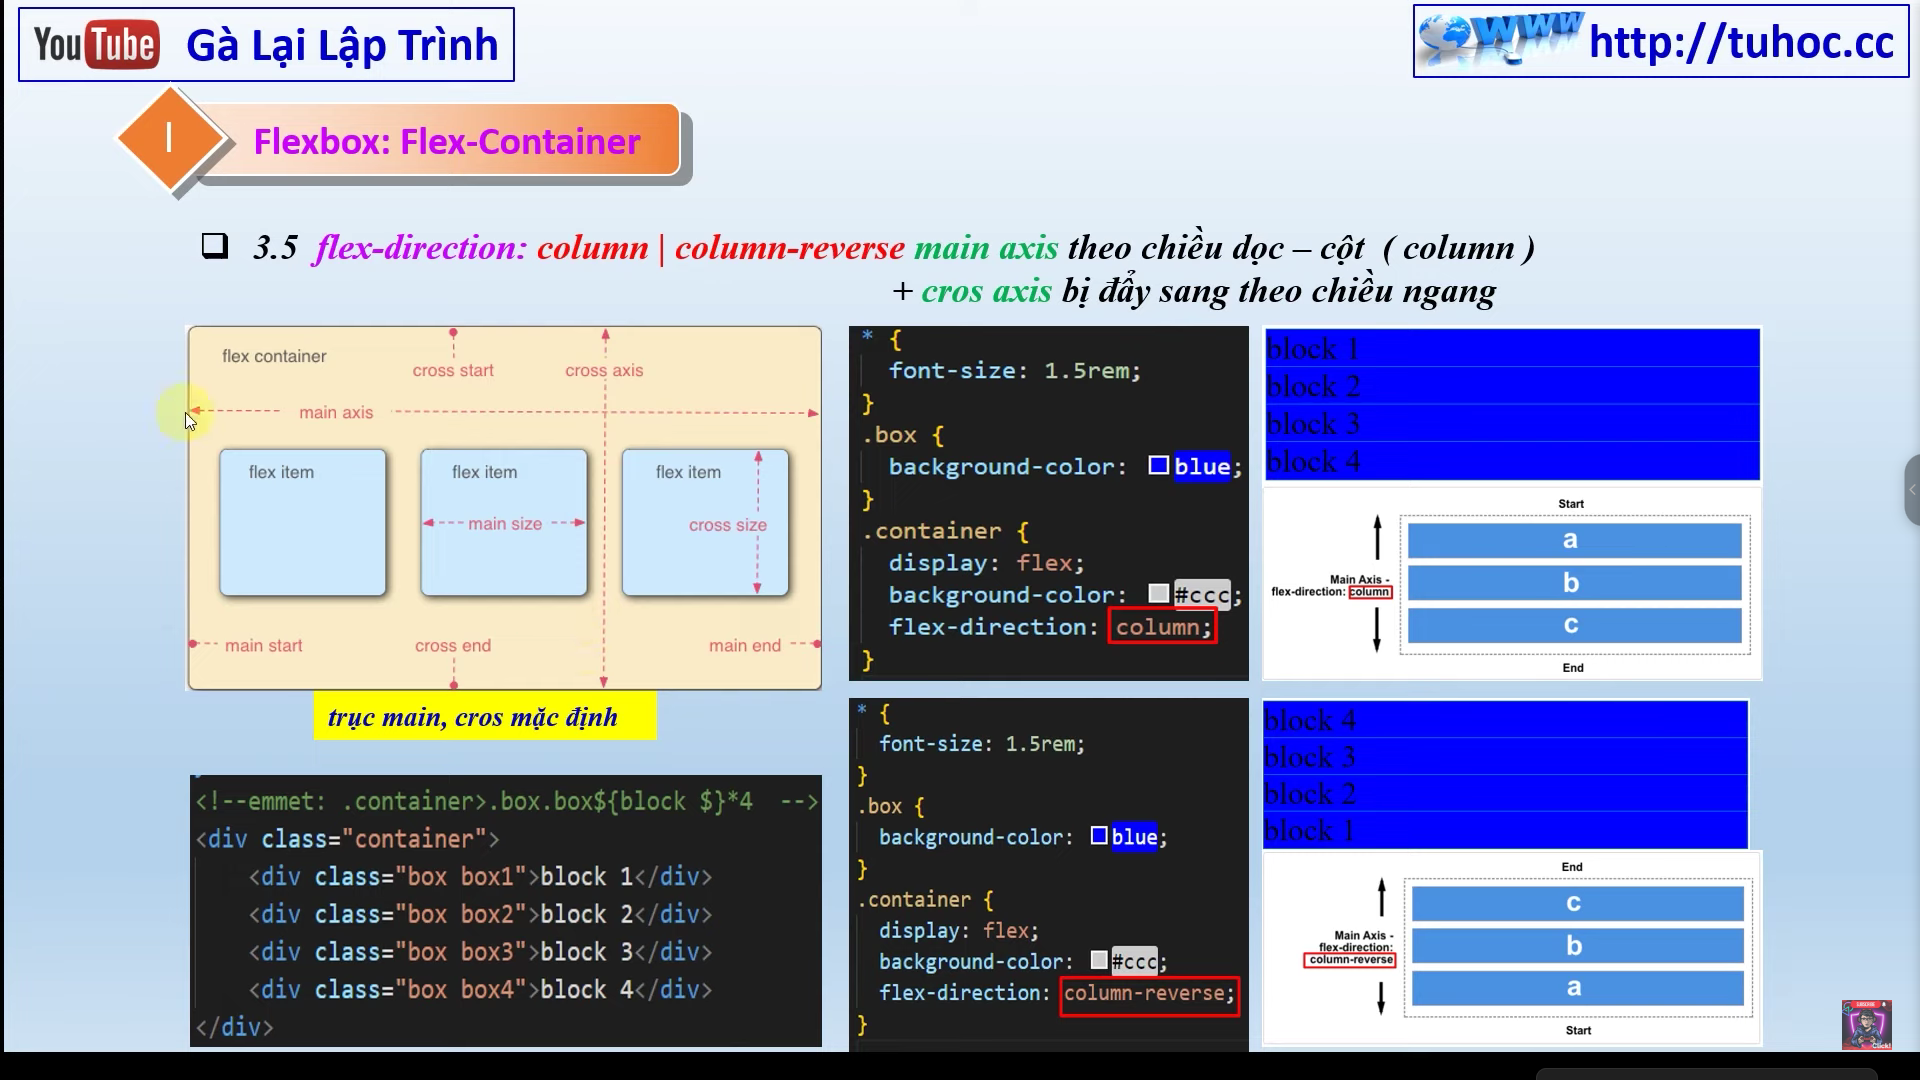 YouTube Gà Lại Lập Trình
WWW http://tuhoc.cc
I
Flexbox: Flex-Container
3.5 flex-direction: column | column-reverse main axis theo chiều dọc – cột ( column )
+ cros axis bị đẩy sang theo chiều ngang
flex container
cross start
cross axis
main axis
flex item
flex item
flex item
main size
cross size
main start
cross end
main end
trục main, cros mặc định
<!--emmet: .container>.box.box${block $}*4 -->
<div class="container">
<div class="box box1">block 1</div>
<div class="box box2">block 2</div>
<div class="box box3">block 3</div>
<div class="box box4">block 4</div>
</div>
* {
font-size: 1.5rem;
}
.box {
background-color: blue;
}
.container {
display: flex;
background-color: #ccc;
flex-direction: column;
}
block 1
block 2
block 3
block 4
Start
a
Main Axis -
flex-direction: column
b
c
End
* {
font-size: 1.5rem;
}
.box {
background-color: blue;
}
.container {
display: flex;
background-color: #ccc;
flex-direction: column-reverse;
}
block 4
block 3
block 2
block 1
End
c
Main Axis -
flex-direction:
column-reverse
b
a
Start
SUBSCRIBE
Click!